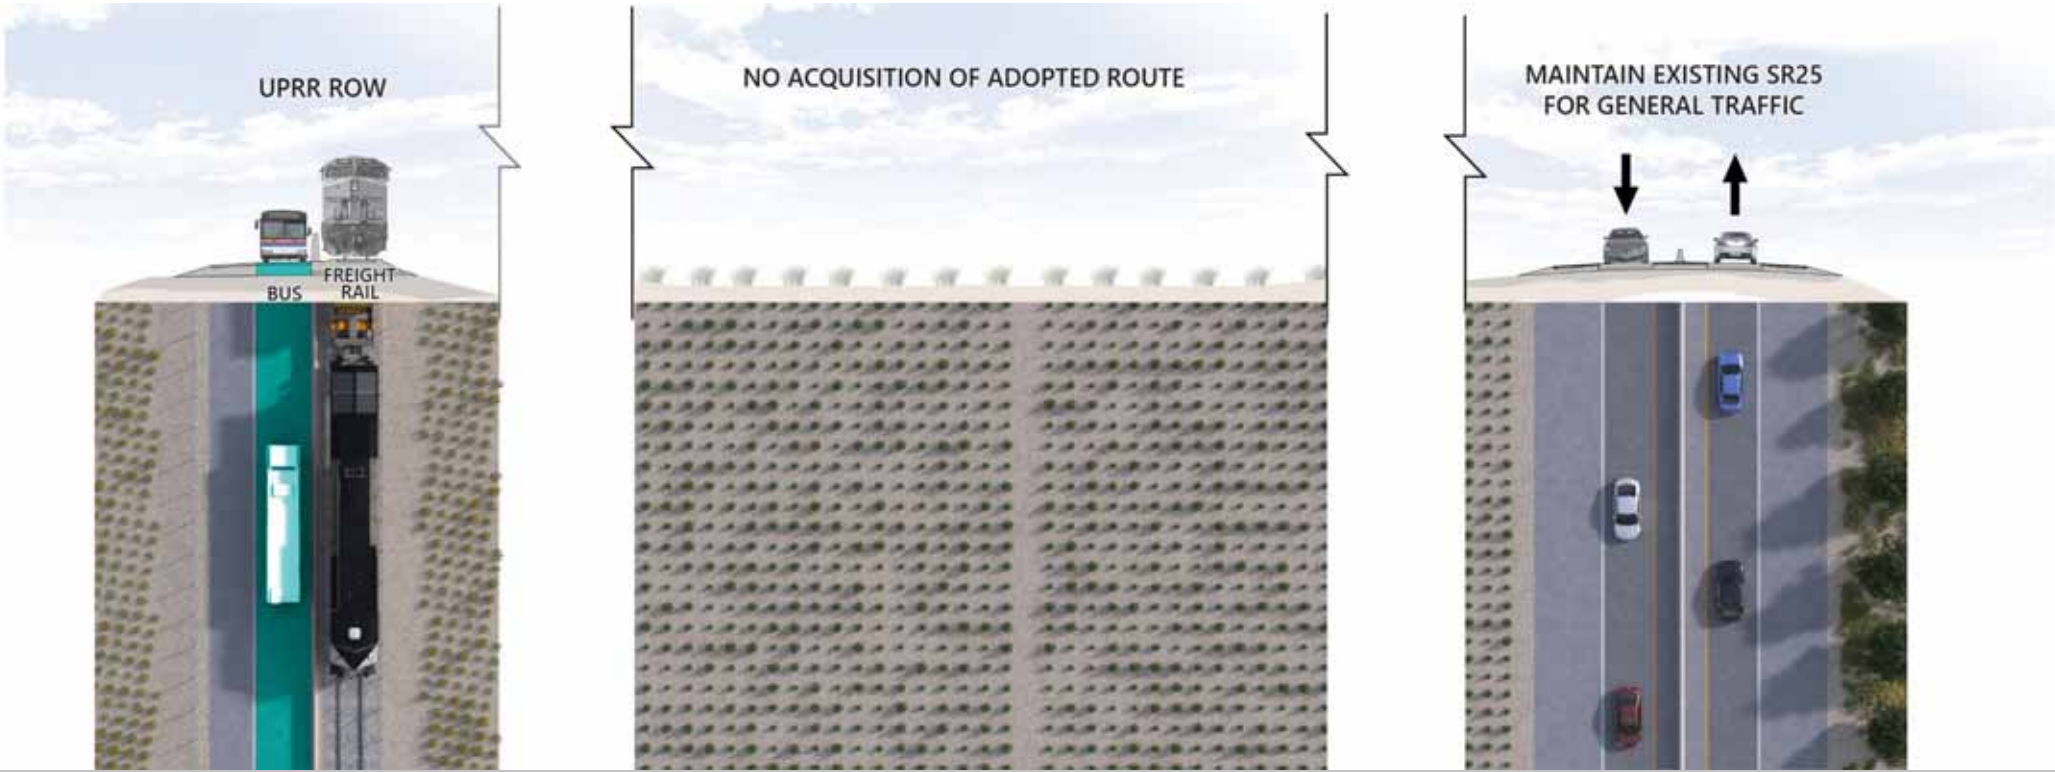 UPRR ROW
BUS
FREIGHT
RAIL
NO ACQUISITION OF ADOPTED ROUTE
MAINTAIN EXISTING SR25
FOR GENERAL TRAFFIC